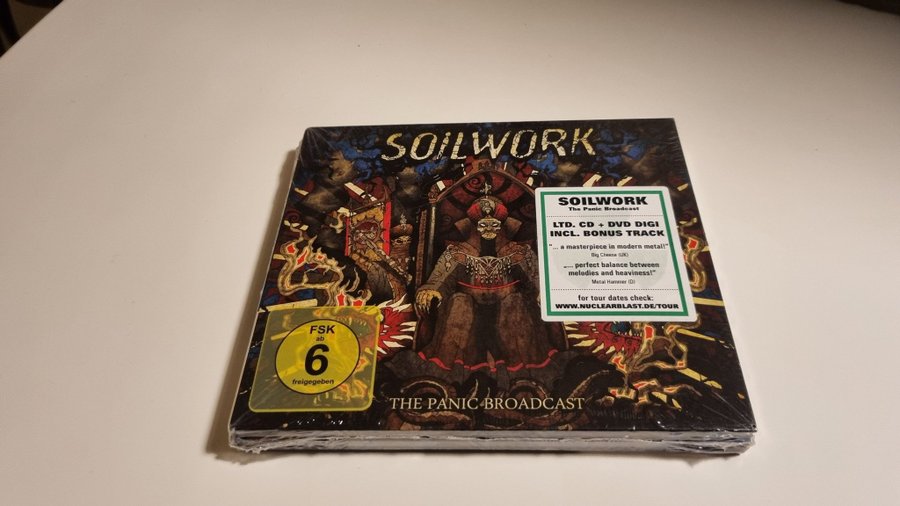 SOILWORK
SOILWORK
The Panic Broadcast
LTD. CD + DVD DIGI
INCL. BONUS TRACK
"... a masterpiece in modern metal!"
Big Cheese (UK)
„... perfect balance between
melodies and heaviness!"
Metal Hammer (D)
for tour dates check:
WWW.NUCLEARBLAST.DE/TOUR
FSK
ab
6
freigegeben
THE PANIC BROADCAST